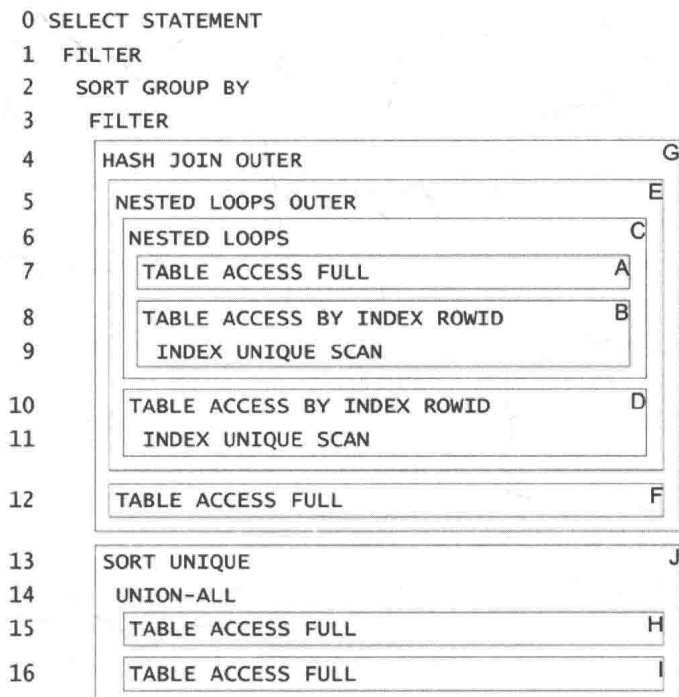 0 SELECT STATEMENT
1 FILTER
2 SORT GROUP BY
3 FILTER
4 HASH JOIN OUTER G
5 NESTED LOOPS OUTER E
6 NESTED LOOPS C
7 TABLE ACCESS FULL A
8 TABLE ACCESS BY INDEX ROWID B
9 INDEX UNIQUE SCAN
10 TABLE ACCESS BY INDEX ROWID D
11 INDEX UNIQUE SCAN
12 TABLE ACCESS FULL F
13 SORT UNIQUE J
14 UNION-ALL
15 TABLE ACCESS FULL H
16 TABLE ACCESS FULL I